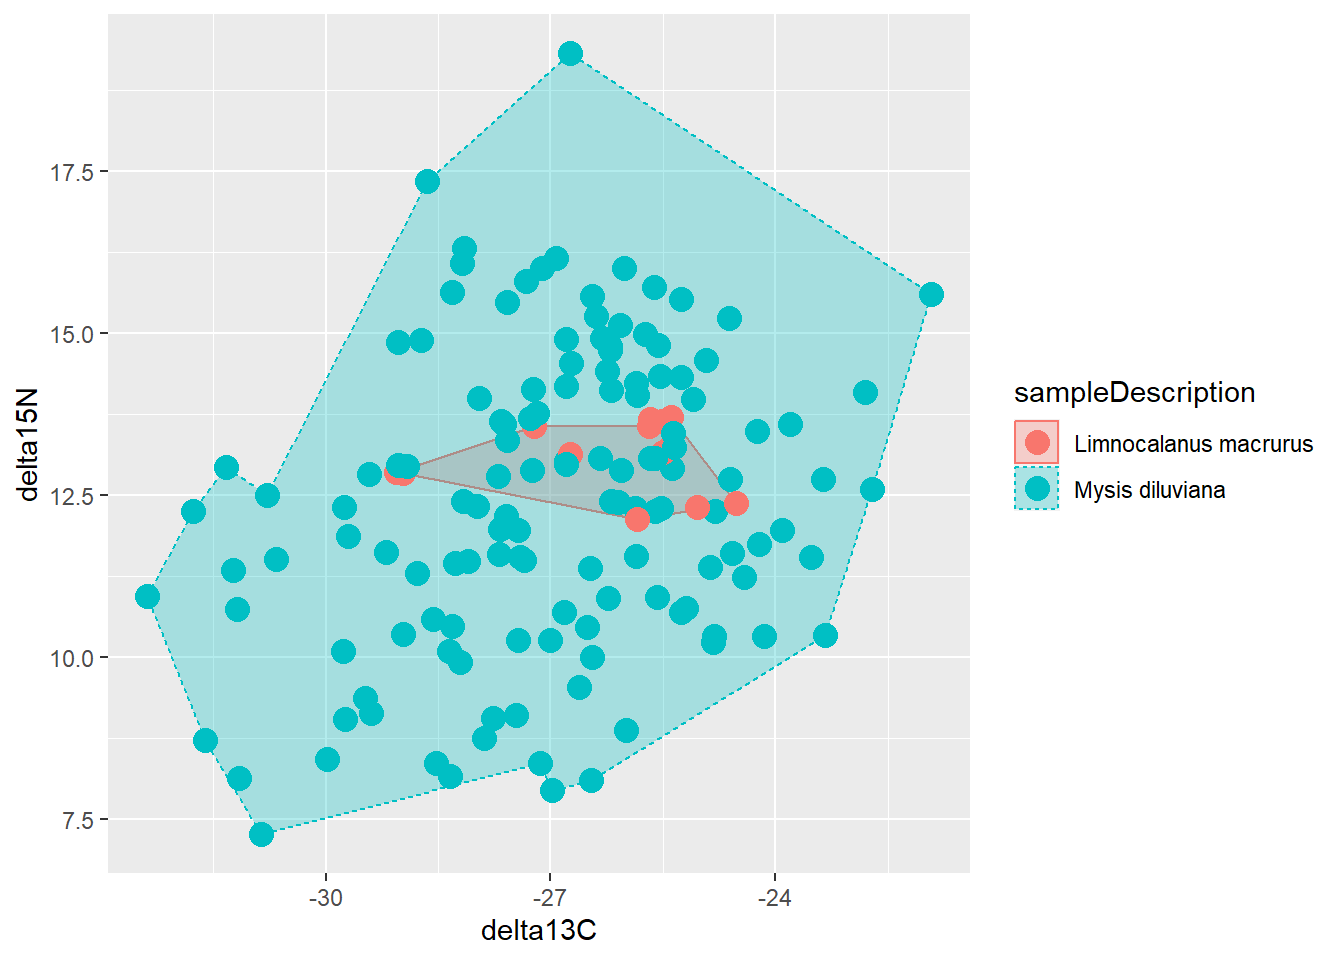 delta15N
17.5
15.0
12.5
10.0
7.5
-30
-27
-24
delta13C
sampleDescription
Limnocalanus macrurus
Mysis diluviana